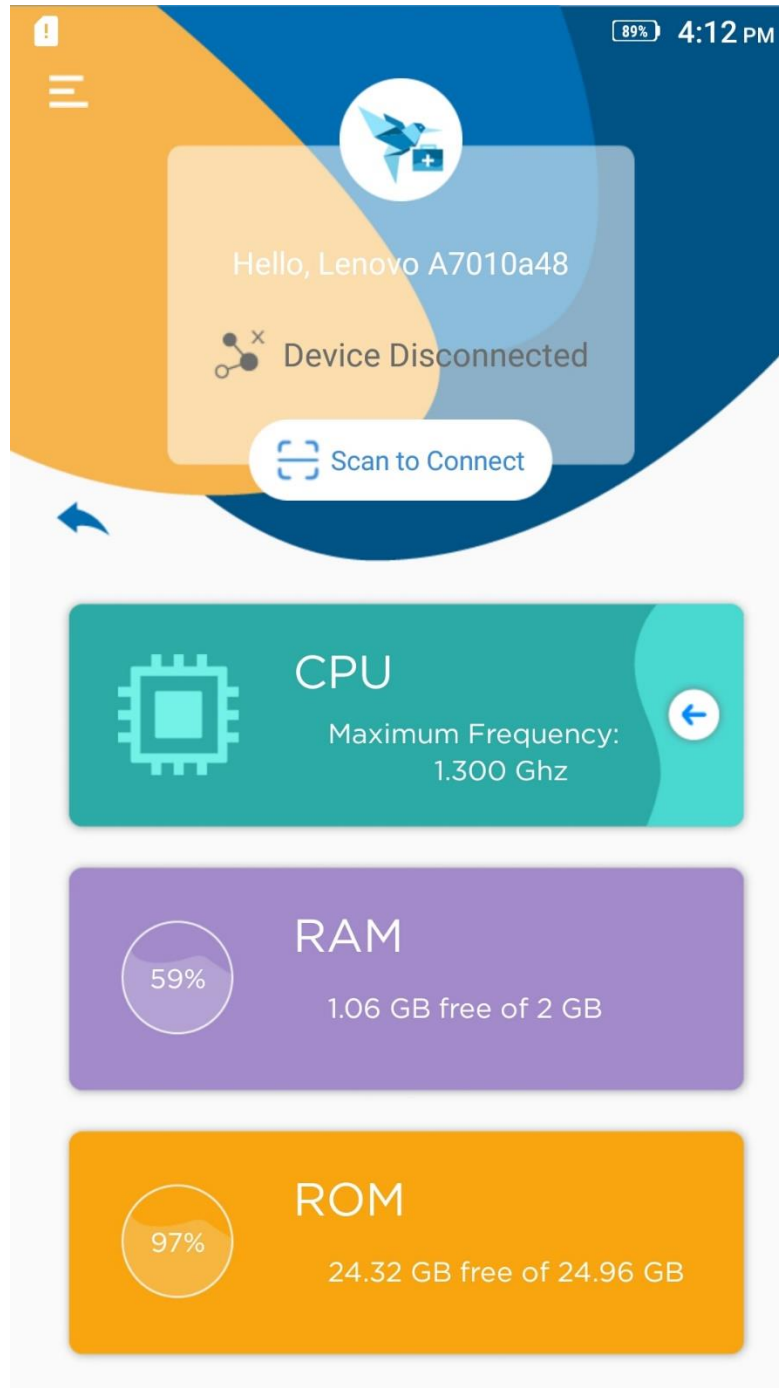 89% 4:12 PM
Hello, Lenovo A7010a48
Device Disconnected
Scan to Connect
CPU
Maximum Frequency:
1.300 Ghz
RAM
59%
1.06 GB free of 2 GB
ROM
97%
24.32 GB free of 24.96 GB